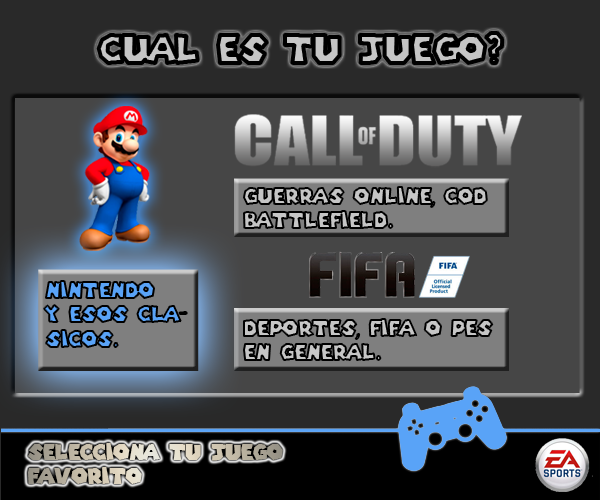 CUAL ES TU JUEGO?
M
CALL OF DUTY
GUERRAS ONLINE, COD
BATTLEFIELD.
FIFA
FIFA
Official
Licensed
Product
NINTENDO
Y ESOS CLA-
SICOS.
DEPORTES, FIFA O PES
EN GENERAL.
SELECCIONA TU JUEGO
FAVORITO
EA
SPORTS